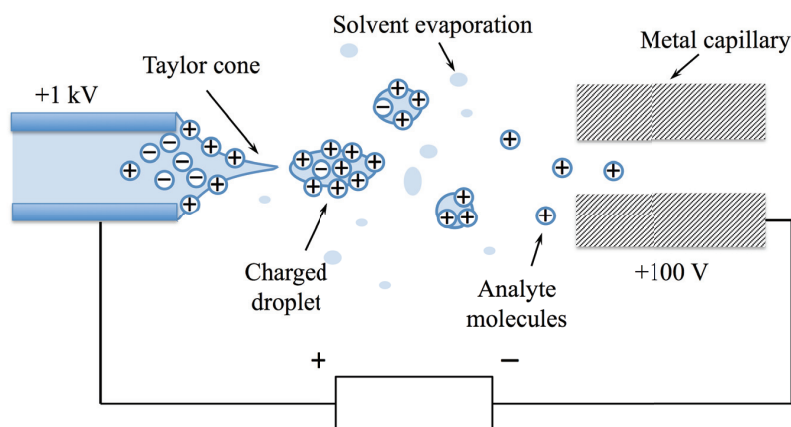 Solvent evaporation
Metal capillary
Taylor cone
+1 kV
Charged
droplet
Analyte
molecules
+100 V
+
−